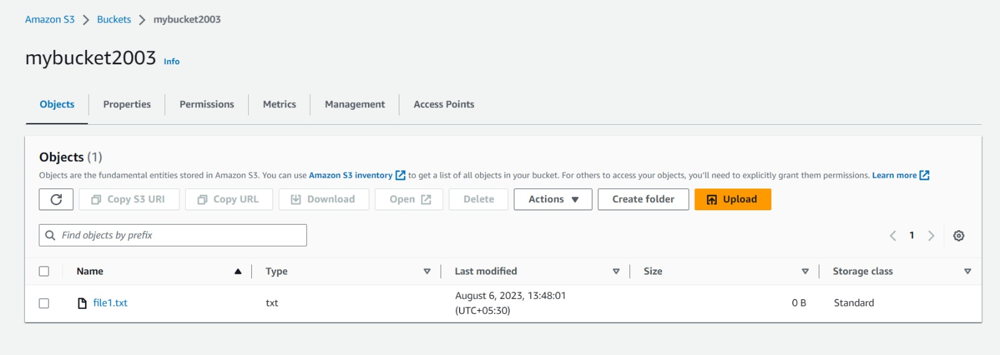 Amazon S3 > Buckets > mybucket2003
mybucket2003 Info
Objects Properties Permissions Metrics Management Access Points
Objects (1)
Objects are the fundamental entities stored in Amazon S3. You can use Amazon S3 inventory to get a list of all objects in your bucket. For others to access your objects, you'll need to explicitly grant them permissions. Learn more
Copy S3 URI Copy URL Download Open Delete Actions Create folder Upload
Find objects by prefix
1
Name Type Last modified Size Storage class
file1.txt txt August 6, 2023, 13:48:01 0 B Standard
(UTC+05:30)